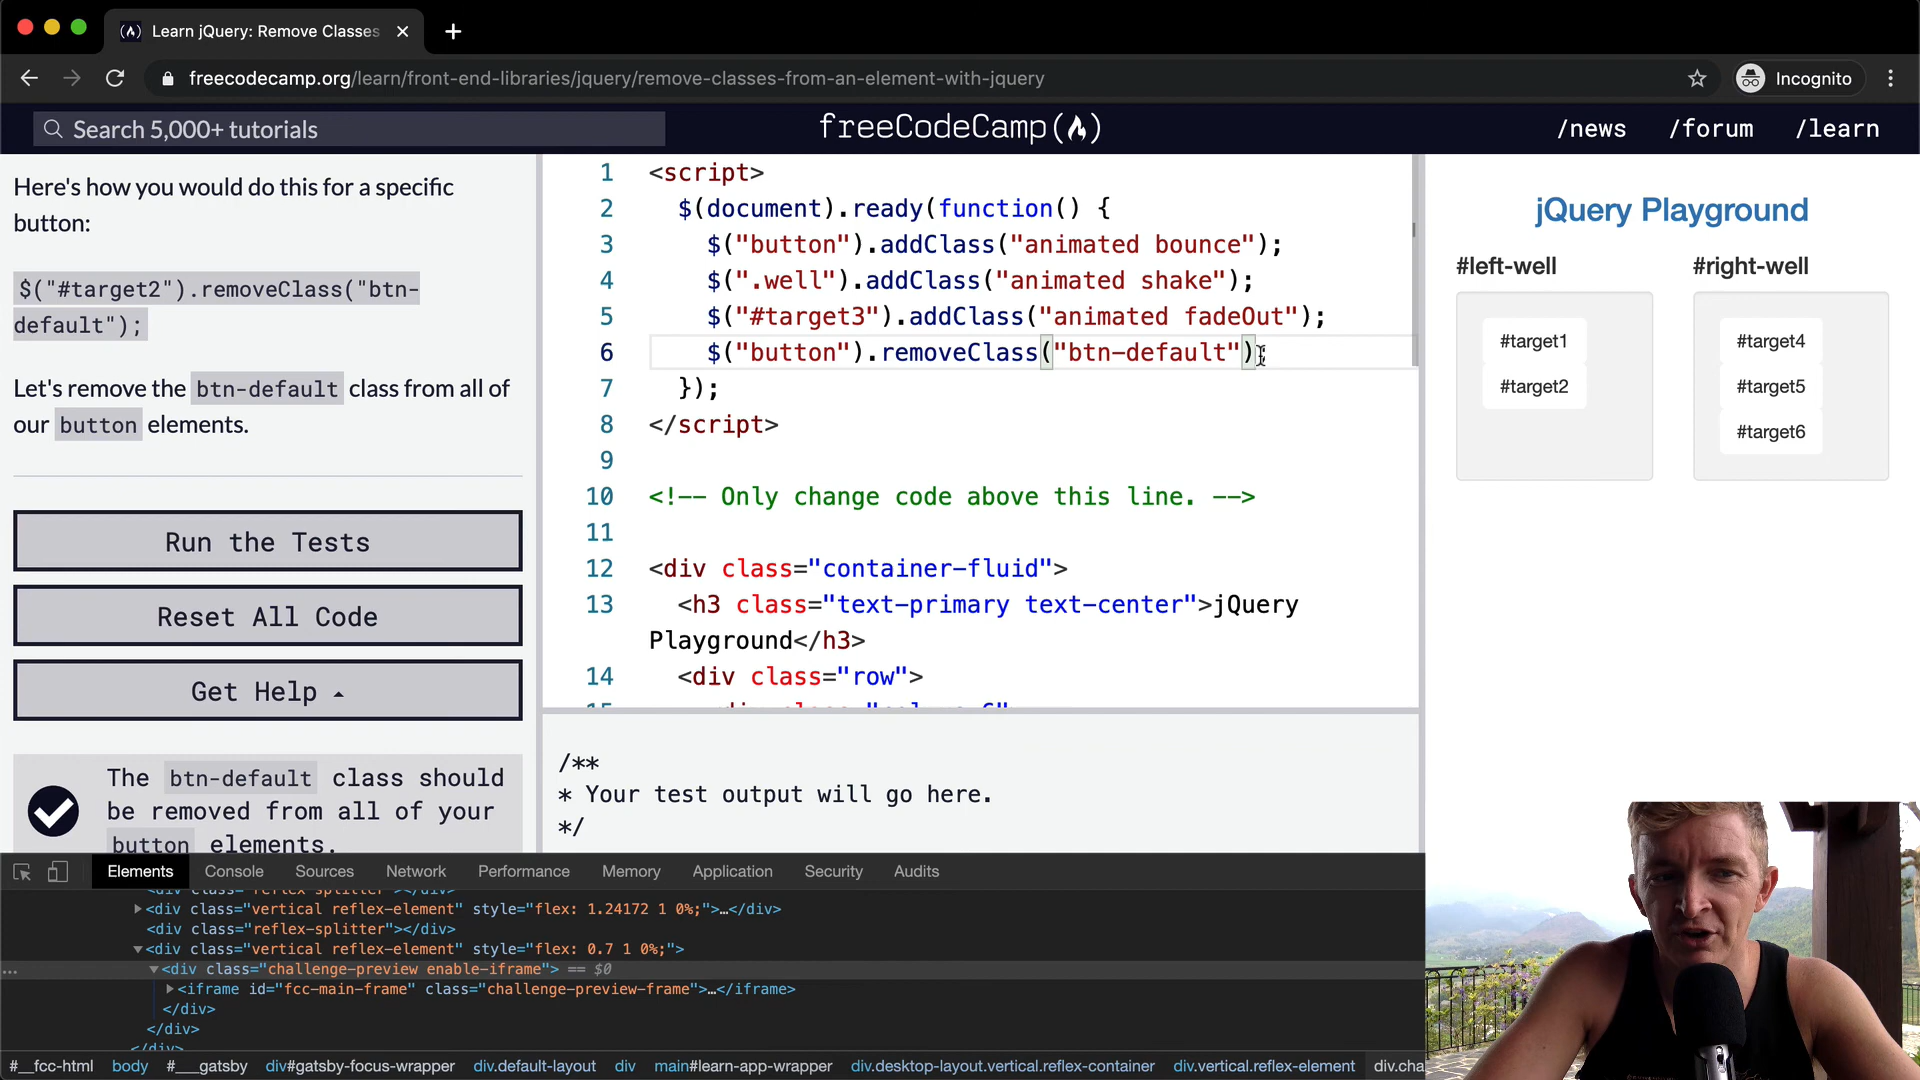 Learn jQuery: Remove Classes
freecodecamp.org/learn/front-end-libraries/jquery/remove-classes-from-an-element-with-jquery
Incognito
Search 5,000+ tutorials
freeCodeCamp
/news
/forum
/learn
Here's how you would do this for a specific
button:
$("#target2").removeClass("btn-
default");
Let's remove the btn-default class from all of
our button elements.
Run the Tests
Reset All Code
Get Help
The btn-default class should
be removed from all of your
button elements.
1 <script>
2 $(document).ready(function() {
3 $("button").addClass("animated bounce");
4 $(".well").addClass("animated shake");
5 $("#target3").addClass("animated fadeOut");
6 $("button").removeClass("btn-default")
7 });
8 </script>
9
10 <!-- Only change code above this line. -->
11
12 <div class="container-fluid">
13 <h3 class="text-primary text-center">jQuery
Playground</h3>
14 <div class="row">
/**
* Your test output will go here.
*/
jQuery Playground
#left-well
#right-well
#target1
#target2
#target4
#target5
#target6
Elements
Console
Sources
Network
Performance
Memory
Application
Security
Audits
<div class="reflex-splitter"></div>
<div class="vertical reflex-element" style="flex: 1.24172 1 0%;">…</div>
<div class="reflex-splitter"></div>
<div class="vertical reflex-element" style="flex: 0.7 1 0%;">
<div class="challenge-preview enable-iframe"> == $0
<iframe id="fcc-main-frame" class="challenge-preview-frame">…</iframe>
</div>
</div>
</div>
#__fcc-html
body
#___gatsby
div#gatsby-focus-wrapper
div.default-layout
div
main#learn-app-wrapper
div.desktop-layout.vertical.reflex-container
div.vertical.reflex-element
div.cha